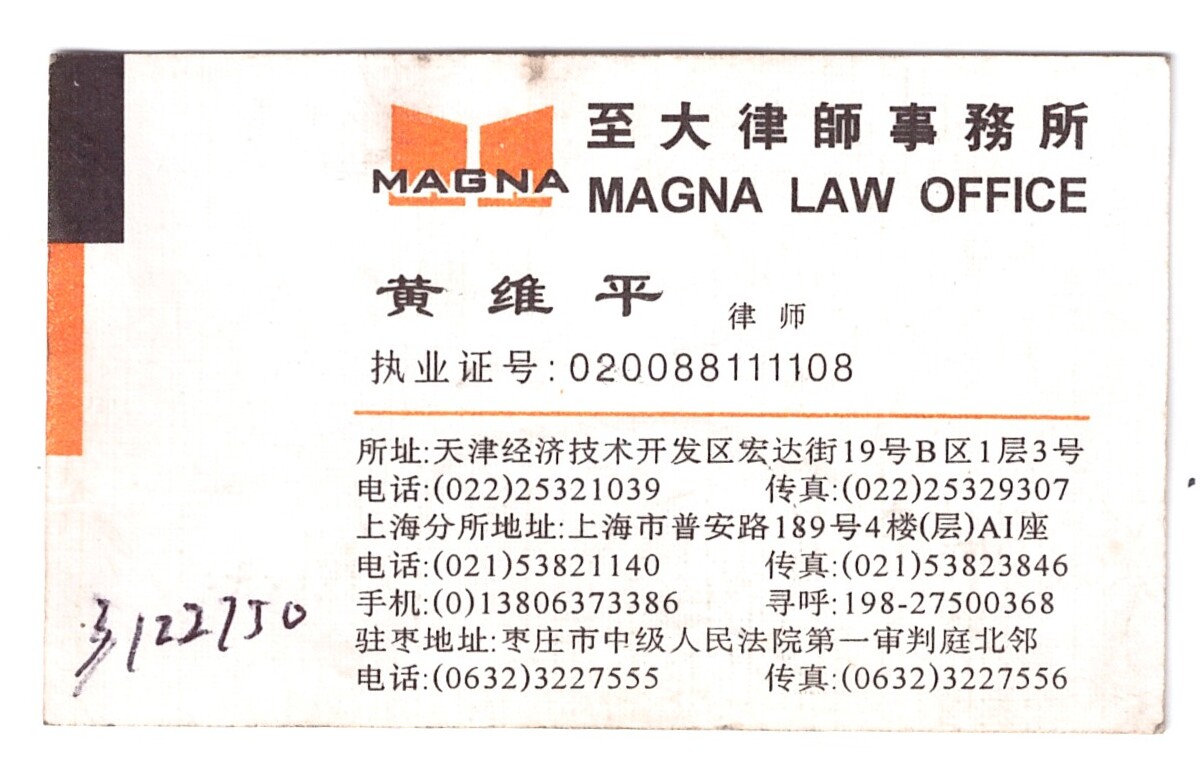 至大律師事務所
MAGNA
MAGNA LAW OFFICE
黄维平 律师
执业证号:020088111108
所址:天津经济技术开发区宏达街19号B区1层3号
电话:(022)25321039 传真:(022)25329307
上海分所地址:上海市普安路189号4楼(层)AI座
电话:(021)53821140 传真:(021)53823846
手机:(0)13806373386 寻呼:198-27500368
驻枣地址:枣庄市中级人民法院第一审判庭北邻
电话:(0632)3227555 传真:(0632)3227556
3122750